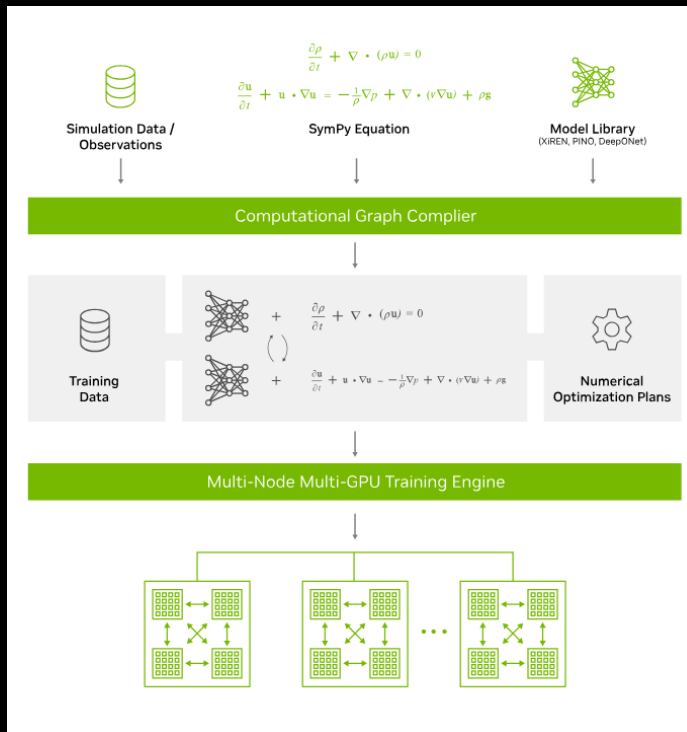 ∂ρ/∂t + ∇ • (ρu) = 0
∂u/∂t + u • ∇u = −1/ρ ∇p + ∇ • (ν∇u) + ρg
Simulation Data /
Observations
SymPy Equation
Model Library
(XiREN, PINO, DeepONet)
Computational Graph Complier
+ ∂ρ/∂t + ∇ • (ρu) = 0
+ ∂u/∂t + u • ∇u = −1/ρ ∇p + ∇ • (ν∇u) + ρg
Training
Data
Numerical
Optimization Plans
Multi-Node Multi-GPU Training Engine